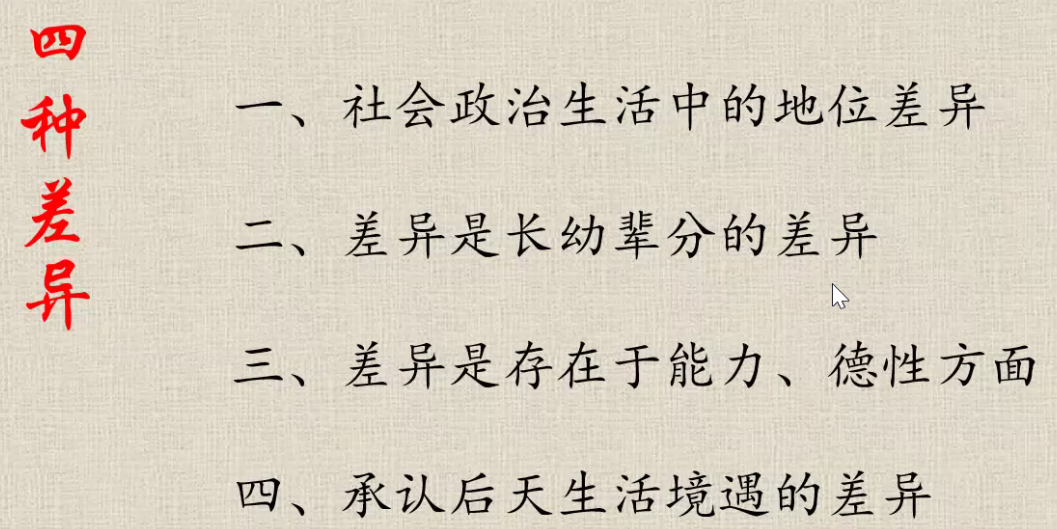 四种差异
一、社会政治生活中的地位差异
二、差异是长幼辈分的差异
三、差异是存在于能力、德性方面
四、承认后天生活境遇的差异